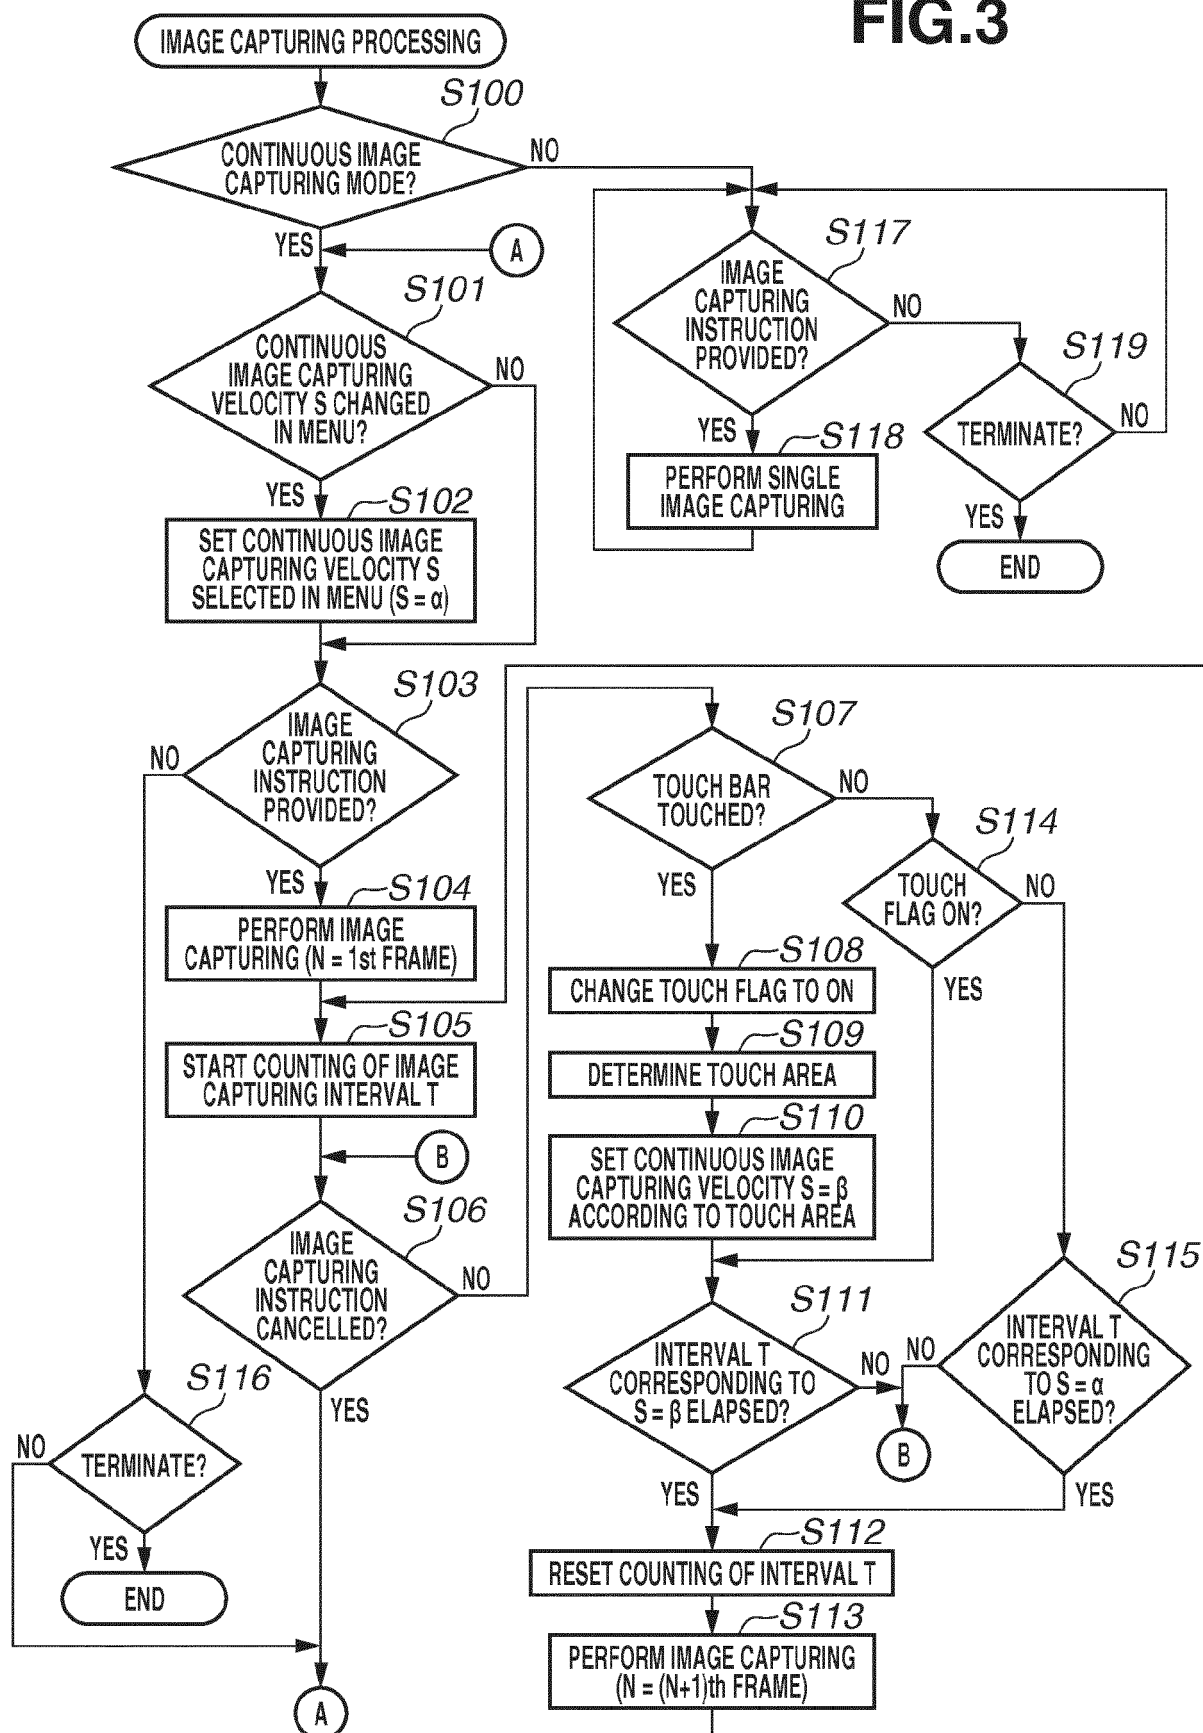 FIG.3
IMAGE CAPTURING PROCESSING
S100
CONTINUOUS IMAGE
CAPTURING MODE?
NO
YES
A
S101
CONTINUOUS
IMAGE CAPTURING
VELOCITY S CHANGED
IN MENU?
NO
YES
S102
SET CONTINUOUS IMAGE
CAPTURING VELOCITY S
SELECTED IN MENU (S = α)
S103
IMAGE
CAPTURING
INSTRUCTION
PROVIDED?
NO
YES
S104
PERFORM IMAGE
CAPTURING (N = 1st FRAME)
S105
START COUNTING OF IMAGE
CAPTURING INTERVAL T
B
S106
IMAGE
CAPTURING
INSTRUCTION
CANCELLED?
NO
YES
S116
TERMINATE?
NO
YES
END
A
S117
IMAGE
CAPTURING
INSTRUCTION
PROVIDED?
NO
YES
S118
PERFORM SINGLE
IMAGE CAPTURING
S119
TERMINATE?
NO
YES
END
S107
TOUCH BAR
TOUCHED?
NO
YES
S114
TOUCH
FLAG ON?
NO
YES
S108
CHANGE TOUCH FLAG TO ON
S109
DETERMINE TOUCH AREA
S110
SET CONTINUOUS IMAGE
CAPTURING VELOCITY S = β
ACCORDING TO TOUCH AREA
S111
INTERVAL T
CORRESPONDING TO
S = β ELAPSED?
NO
YES
S115
INTERVAL T
CORRESPONDING
TO S = α
ELAPSED?
NO
YES
B
S112
RESET COUNTING OF INTERVAL T
S113
PERFORM IMAGE CAPTURING
(N = (N+1)th FRAME)